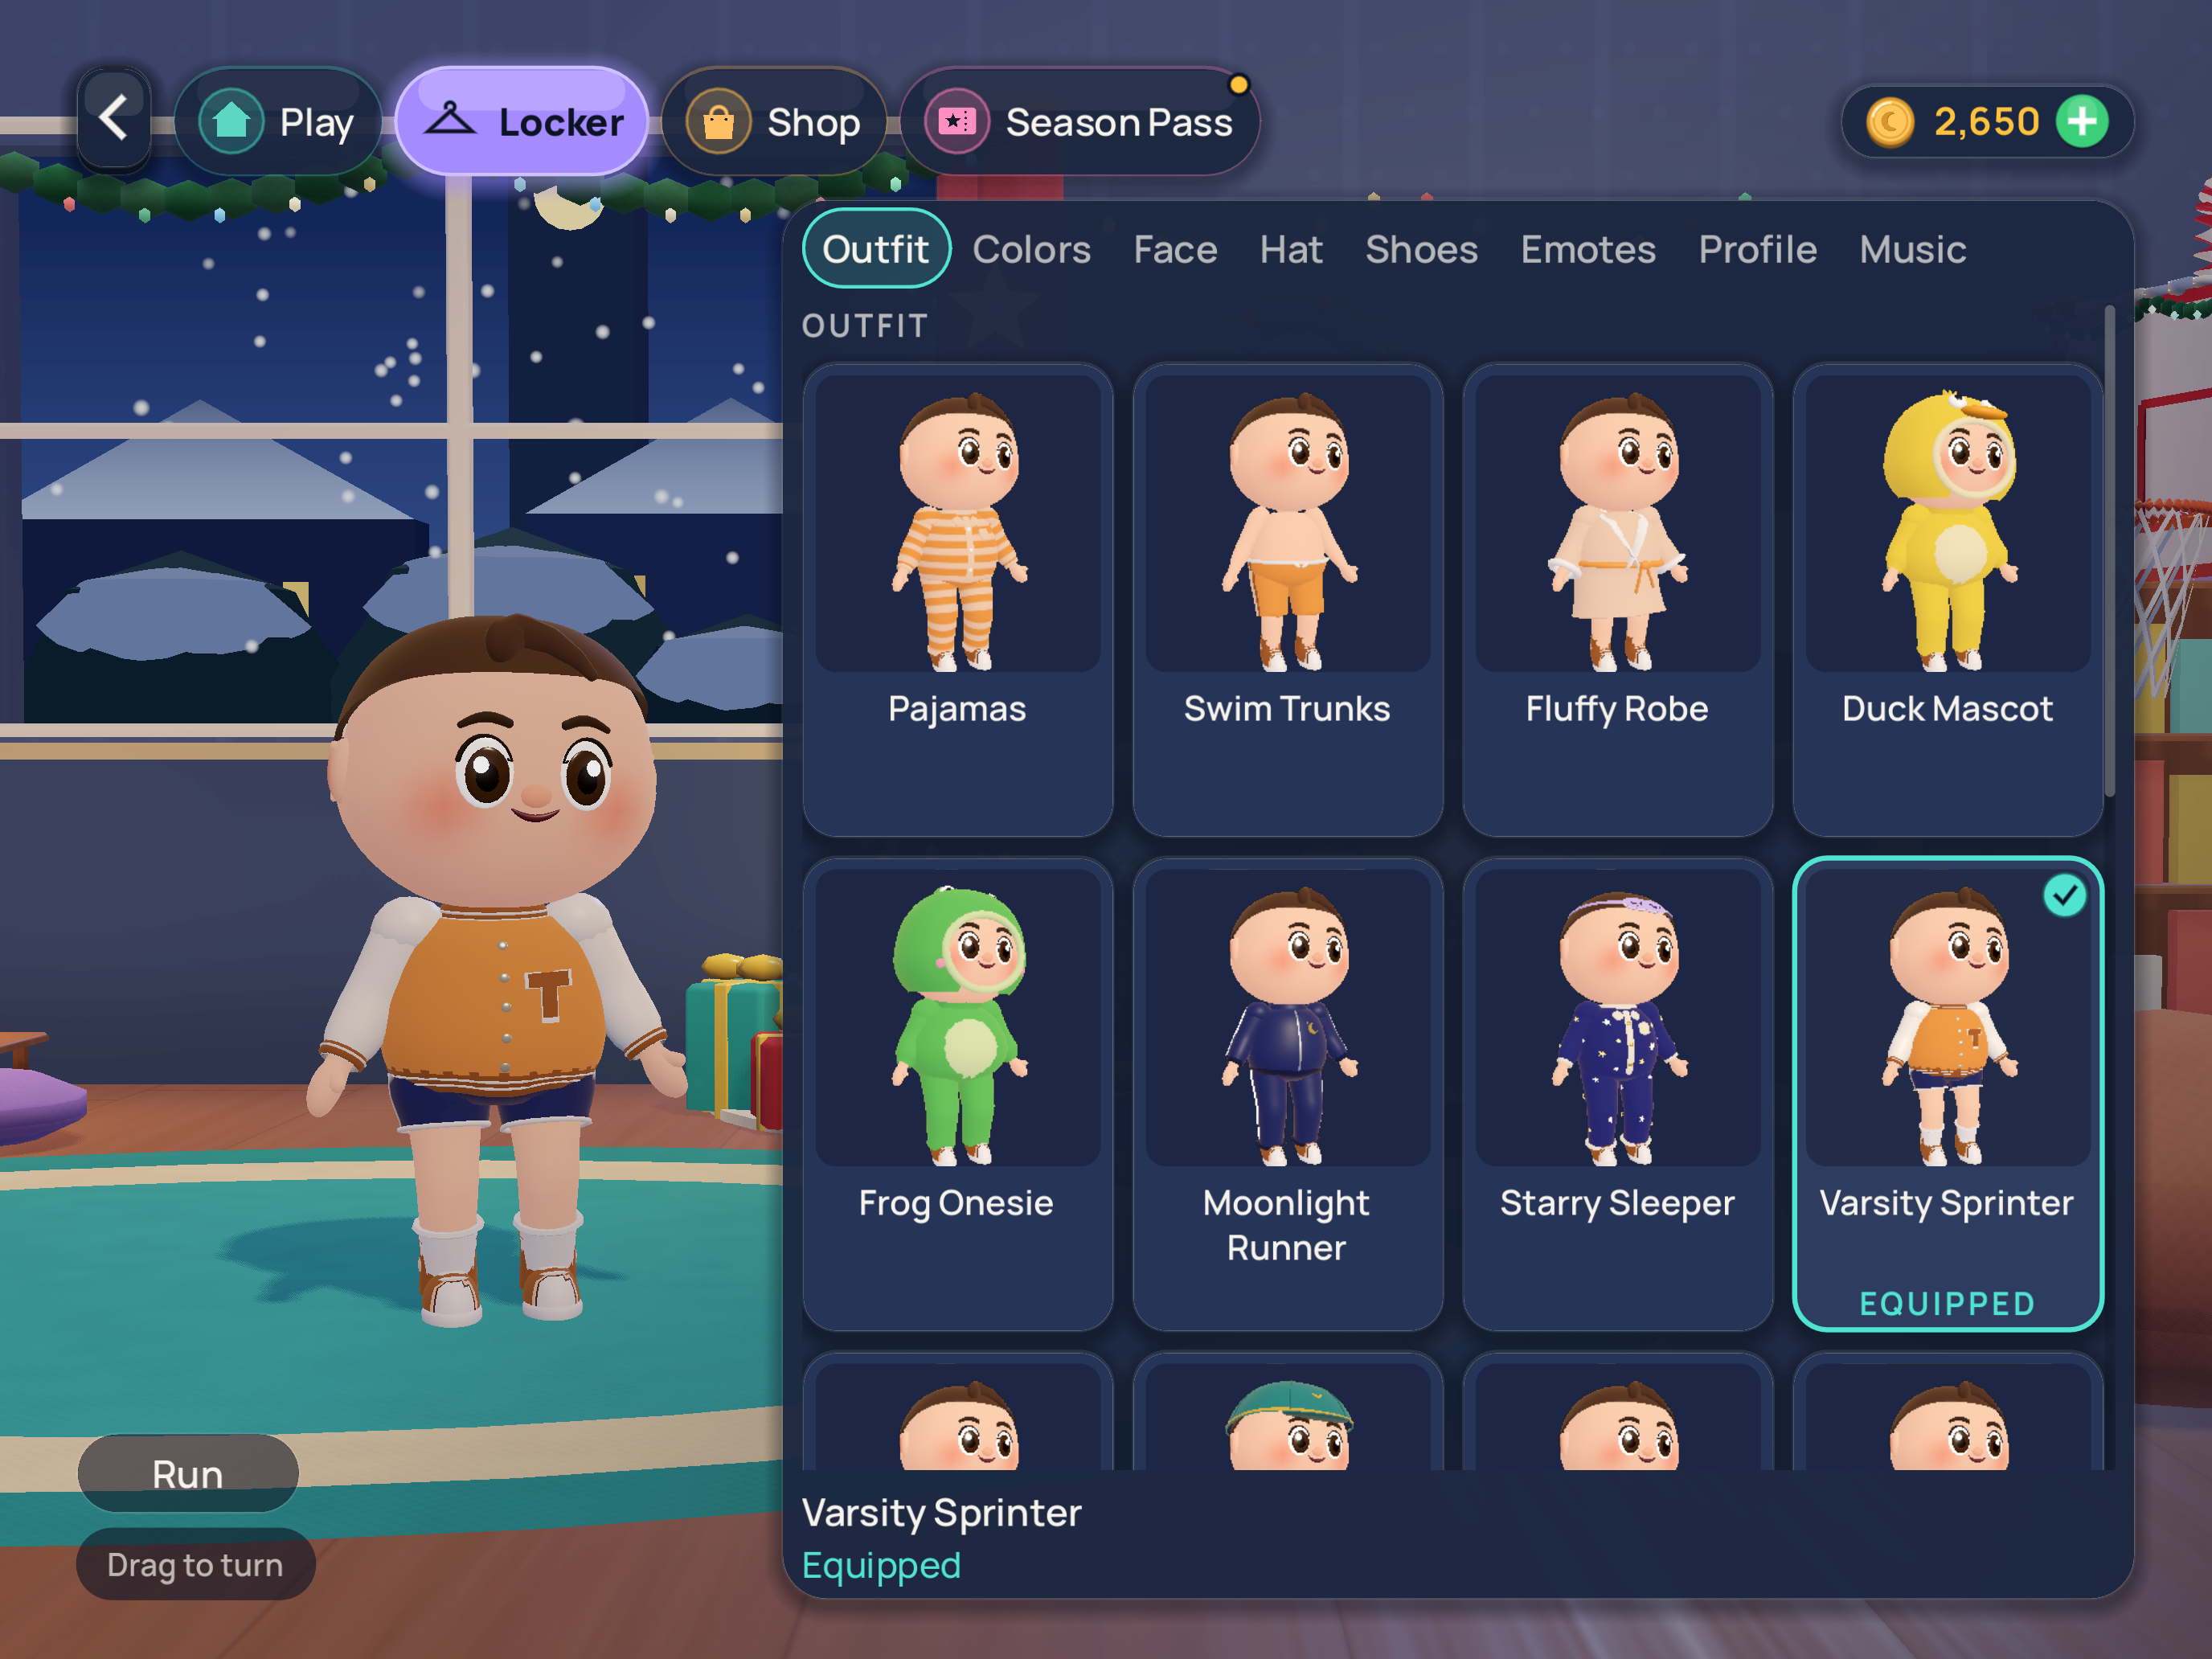 Play
Locker
Shop
Season Pass
2,650
Outfit
Colors
Face
Hat
Shoes
Emotes
Profile
Music
OUTFIT
Pajamas
Swim Trunks
Fluffy Robe
Duck Mascot
Frog Onesie
Moonlight
Runner
Starry Sleeper
Varsity Sprinter
EQUIPPED
T
Run
Drag to turn
Varsity Sprinter
Equipped